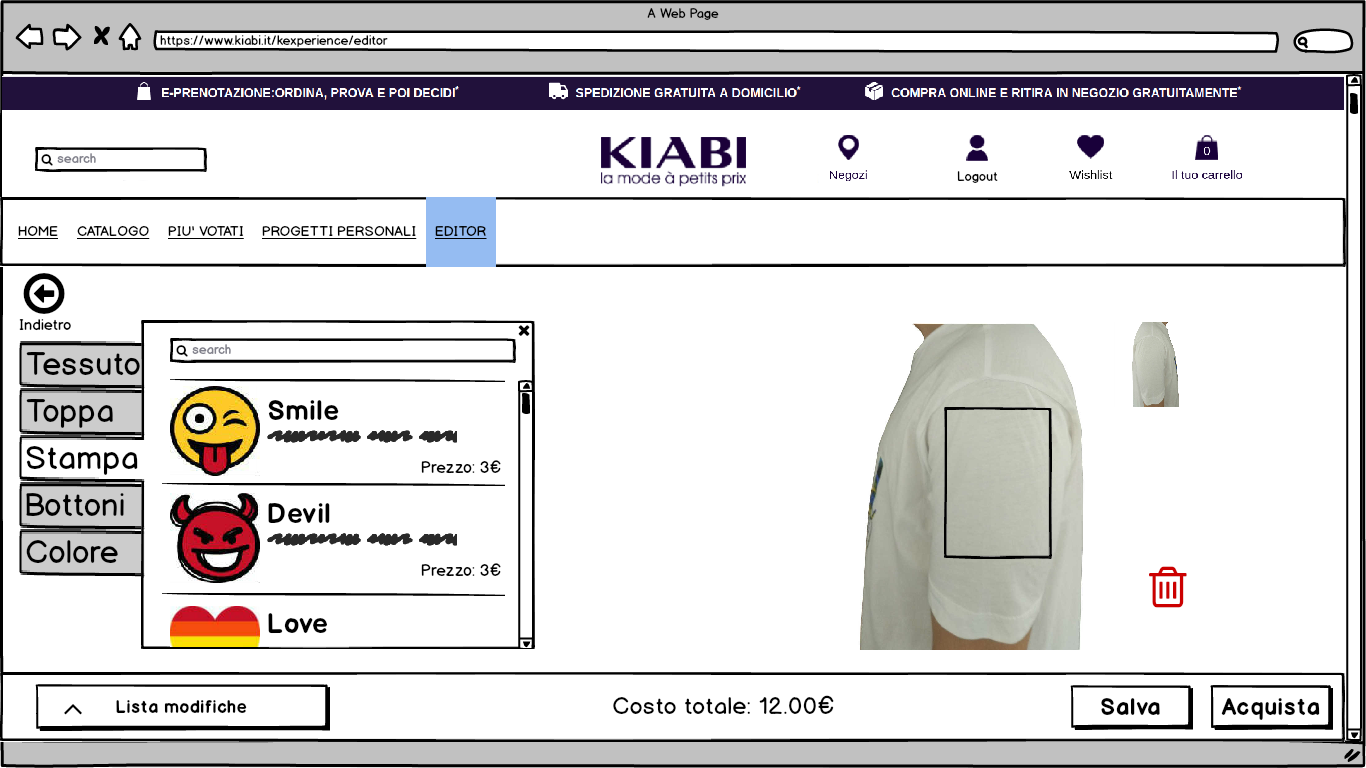 A Web Page
https://www.kiabi.it/kexperience/editor
E-PRENOTAZIONE:ORDINA, PROVA E POI DECIDI*
SPEDIZIONE GRATUITA A DOMICILIO*
COMPRA ONLINE E RITIRA IN NEGOZIO GRATUITAMENTE*
search
KIABI
la mode à petits prix
Negozi
Logout
Wishlist
0
Il tuo carrello
HOME
CATALOGO
PIU' VOTATI
PROGETTI PERSONALI
EDITOR
Indietro
Tessuto
Toppa
Stampa
Bottoni
Colore
search
Smile
Prezzo: 3€
Devil
Prezzo: 3€
Love
Lista modifiche
Costo totale: 12.00€
Salva
Acquista